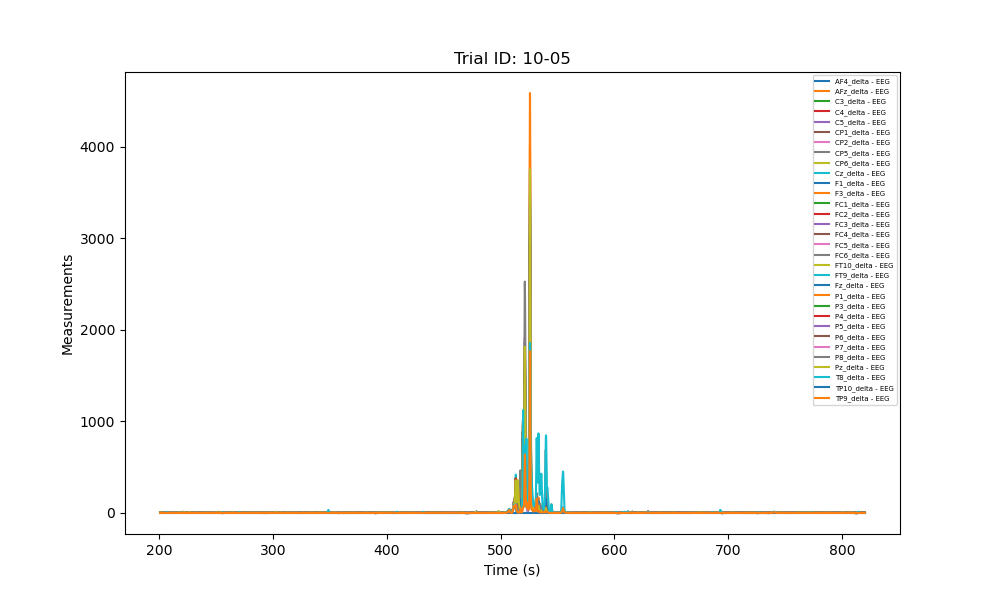 Trial ID: 10-05
Measurements
4000
3000
2000
1000
0
200 300 400 500 600 700 800
Time (s)
AF4_delta - EEG
AFz_delta - EEG
C3_delta - EEG
C4_delta - EEG
C5_delta - EEG
CP1_delta - EEG
CP2_delta - EEG
CP5_delta - EEG
CP6_delta - EEG
Cz_delta - EEG
F1_delta - EEG
F3_delta - EEG
FC1_delta - EEG
FC2_delta - EEG
FC3_delta - EEG
FC4_delta - EEG
FC5_delta - EEG
FC6_delta - EEG
FT10_delta - EEG
FT9_delta - EEG
Fz_delta - EEG
P1_delta - EEG
P3_delta - EEG
P4_delta - EEG
P5_delta - EEG
P6_delta - EEG
P7_delta - EEG
P8_delta - EEG
Pz_delta - EEG
T8_delta - EEG
TP10_delta - EEG
TP9_delta - EEG